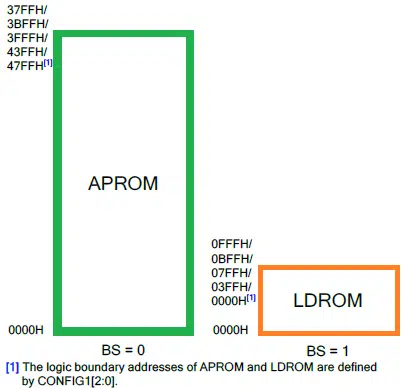 37FFH/
3BFFH/
3FFFH/
43FFH/
47FFH[1]
APROM
0000H
BS = 0
0FFFH/
0BFFH/
07FFH/
03FFH/
0000H[1]
LDROM
0000H
BS = 1
[1] The logic boundary addresses of APROM and LDROM are defined
by CONFIG1[2:0].